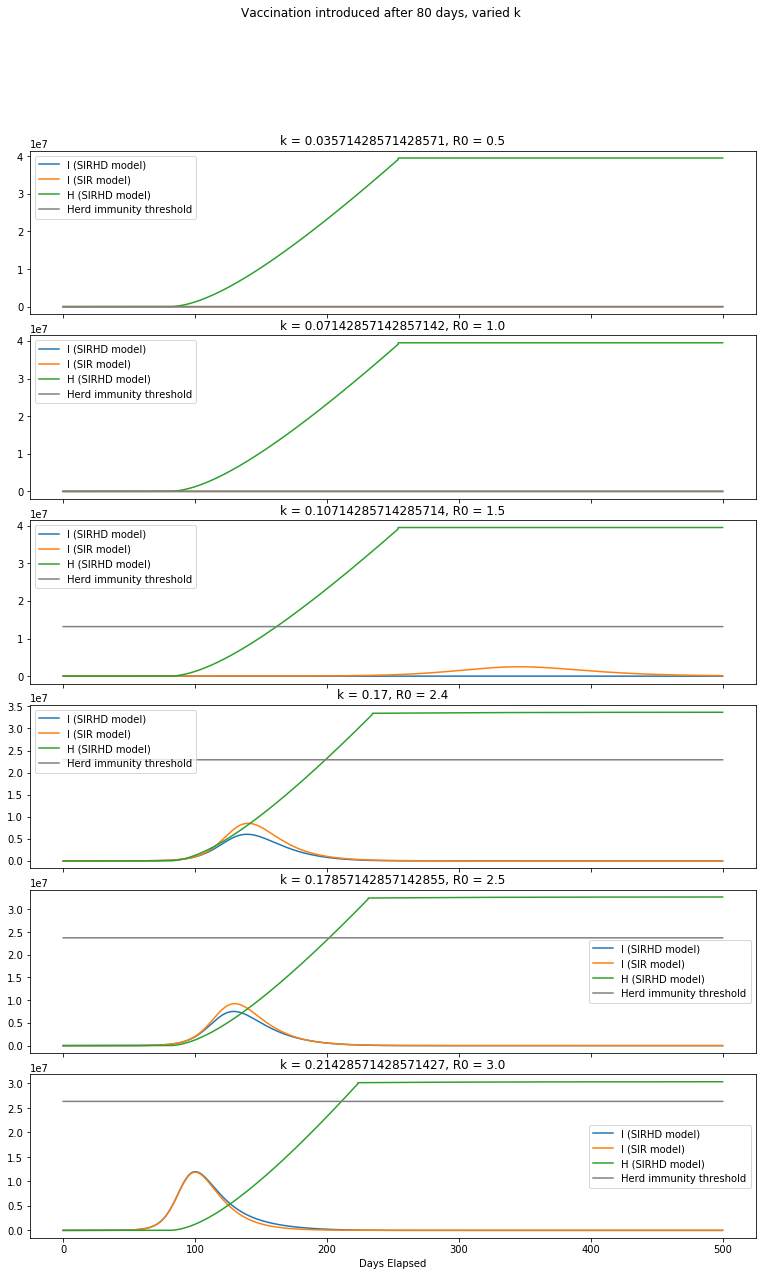 Vaccination introduced after 80 days, varied k
k = 0.03571428571428571, R0 = 0.5
1e7
4
3
2
1
0
I (SIRHD model)
I (SIR model)
H (SIRHD model)
Herd immunity threshold
k = 0.07142857142857142, R0 = 1.0
1e7
4
3
2
1
0
I (SIRHD model)
I (SIR model)
H (SIRHD model)
Herd immunity threshold
k = 0.10714285714285714, R0 = 1.5
1e7
4
3
2
1
0
I (SIRHD model)
I (SIR model)
H (SIRHD model)
Herd immunity threshold
k = 0.17, R0 = 2.4
1e7
3.5
3.0
2.5
2.0
1.5
1.0
0.5
0.0
I (SIRHD model)
I (SIR model)
H (SIRHD model)
Herd immunity threshold
k = 0.17857142857142855, R0 = 2.5
1e7
3.0
2.5
2.0
1.5
1.0
0.5
0.0
I (SIRHD model)
I (SIR model)
H (SIRHD model)
Herd immunity threshold
k = 0.21428571428571427, R0 = 3.0
1e7
3.0
2.5
2.0
1.5
1.0
0.5
0.0
I (SIRHD model)
I (SIR model)
H (SIRHD model)
Herd immunity threshold
0 100 200 300 400 500
Days Elapsed